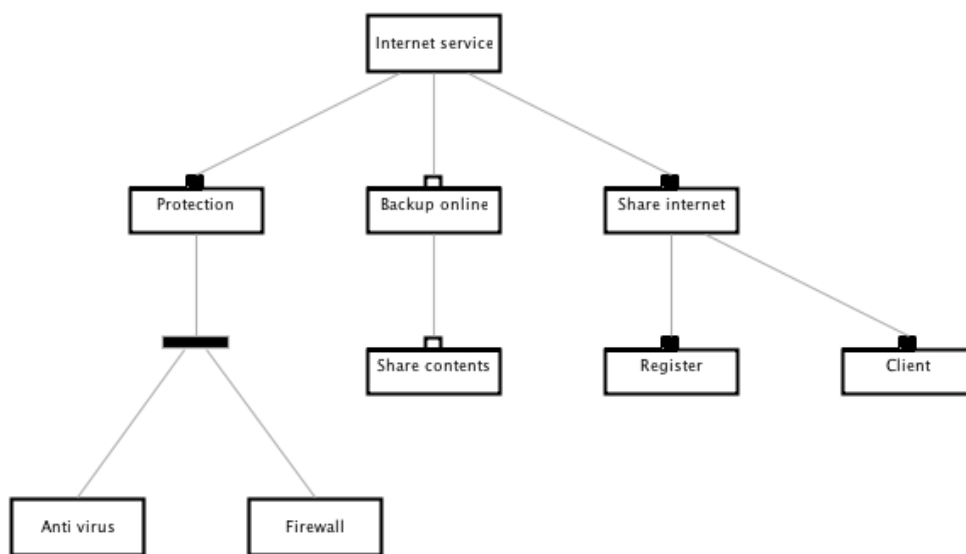 Internet service
Protection
Backup online
Share internet
Share contents
Register
Client
Anti virus
Firewall